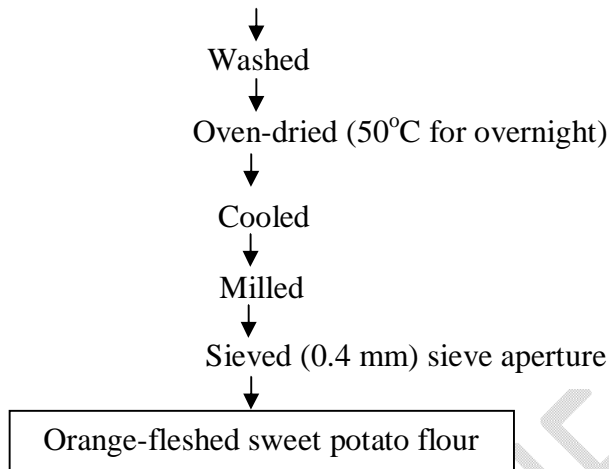 Washed
Oven-dried (50°C for overnight)
Cooled
Milled
Sieved (0.4 mm) sieve aperture
Orange-fleshed sweet potato flour